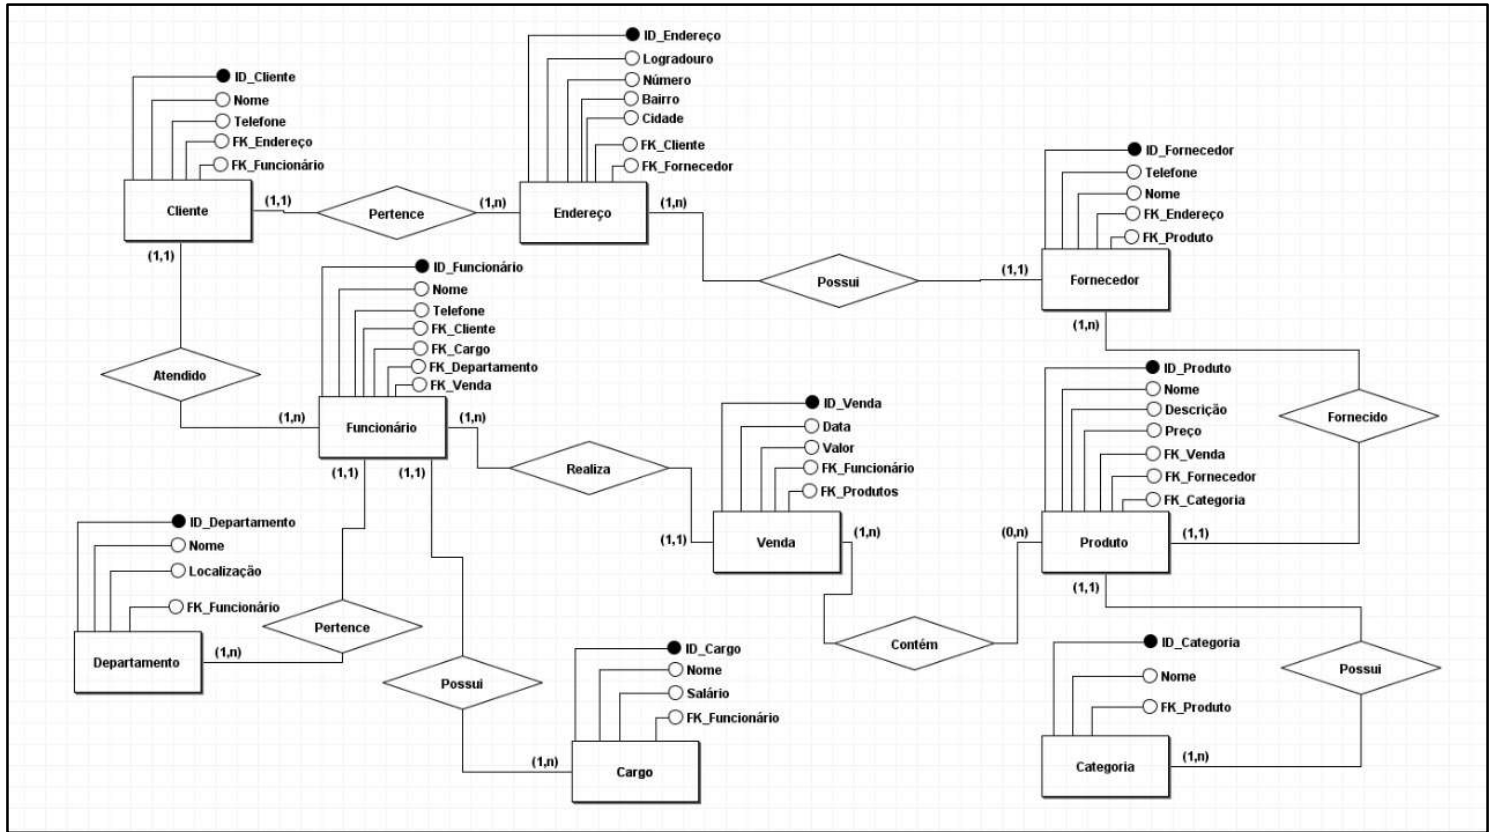 ID_Cliente
Nome
Telefone
FK_Endereço
FK_Funcionário
Cliente
(1,1)
(1,1)
Pertence
(1,n)
ID_Endereço
Logradouro
Número
Bairro
Cidade
FK_Cliente
FK_Fornecedor
Endereço
(1,n)
Possui
(1,1)
ID_Fornecedor
Telefone
Nome
FK_Endereço
FK_Produto
Fornecedor
(1,n)
Atendido
(1,n)
ID_Funcionário
Nome
Telefone
FK_Cliente
FK_Cargo
FK_Departamento
FK_Venda
Funcionário
(1,n)
(1,1)
(1,1)
Realiza
(1,1)
ID_Venda
Data
Valor
FK_Funcionário
FK_Produtos
Venda
(1,n)
Contém
(0,n)
ID_Produto
Nome
Descrição
Preço
FK_Venda
FK_Fornecedor
FK_Categoria
Produto
(1,1)
(1,1)
Fornecido
ID_Departamento
Nome
Localização
FK_Funcionário
Departamento
(1,n)
Pertence
Possui
(1,n)
ID_Cargo
Nome
Salário
FK_Funcionário
Cargo
ID_Categoria
Nome
FK_Produto
Categoria
(1,n)
Possui